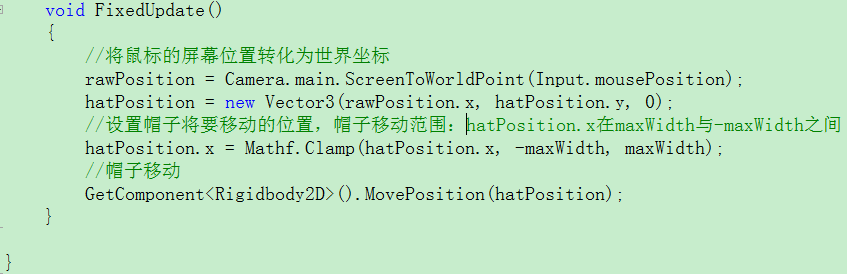 void FixedUpdate()
{
//将鼠标的屏幕位置转化为世界坐标
rawPosition = Camera.main.ScreenToWorldPoint(Input.mousePosition);
hatPosition = new Vector3(rawPosition.x, hatPosition.y, 0);
//设置帽子将要移动的位置，帽子移动范围：hatPosition.x在maxWidth与-maxWidth之间
hatPosition.x = Mathf.Clamp(hatPosition.x, -maxWidth, maxWidth);
//帽子移动
GetComponent<Rigidbody2D>().MovePosition(hatPosition);
}
}